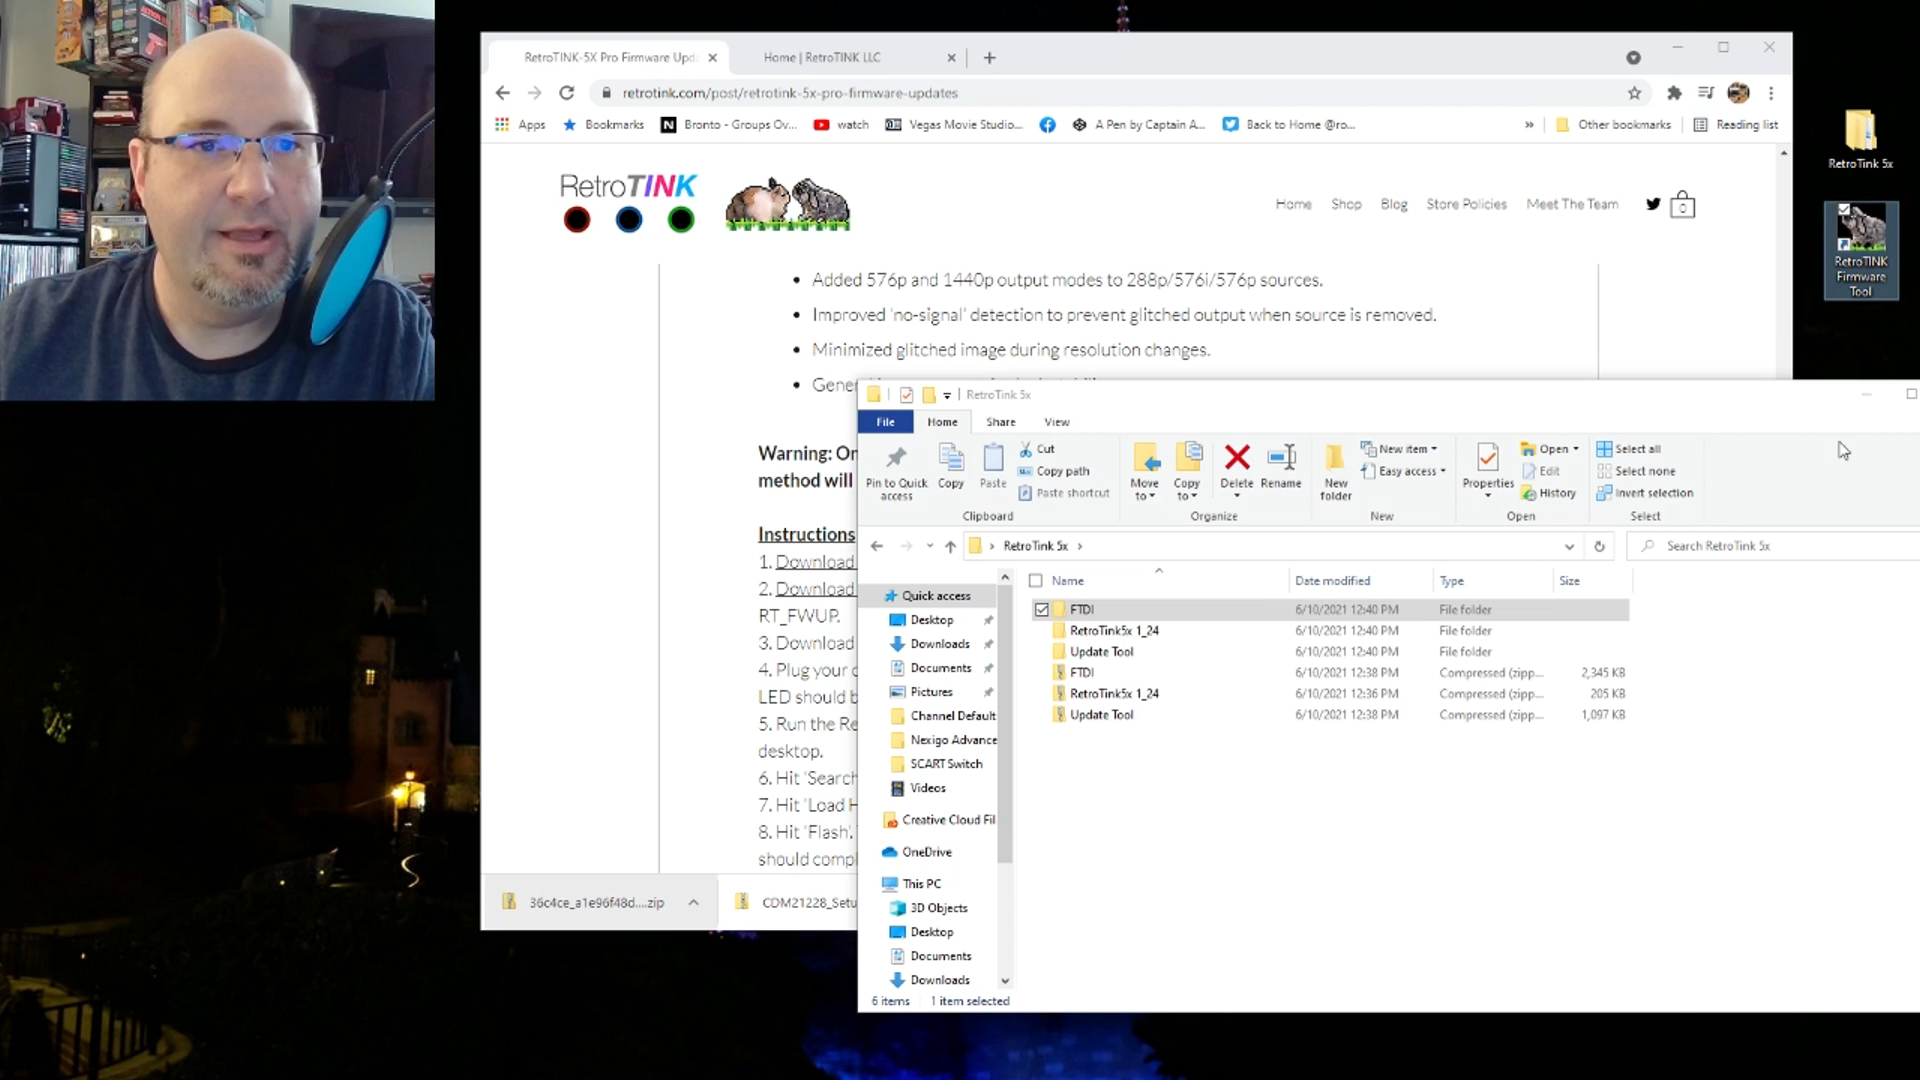 RetroTINK-5X Pro Firmware Upd
Home | RetroTINK LLC
retrotink.com/post/retrotink-5x-pro-firmware-updates
Apps
Bookmarks
Bronto - Groups Ov...
watch
Vegas Movie Studio...
A Pen by Captain A...
Back to Home @ro...
»
Other bookmarks
Reading list
RetroTINK
Home
Shop
Blog
Store Policies
Meet The Team
0
• Added 576p and 1440p output modes to 288p/576i/576p sources.
• Improved 'no-signal' detection to prevent glitched output when source is removed.
• Minimized glitched image during resolution changes.
Warning: On
method will
Instructions
1. Download
2. Download
RT_FWUP.
3. Download
4. Plug your
LED should b
5. Run the Re
desktop.
6. Hit 'Search
7. Hit 'Load H
8. Hit 'Flash'.
should compl
36c4ce_a1e96f48d....zip
CDM21228_Setu
RetroTink 5x
RetroTINK
Firmware
Tool
RetroTink 5x
File
Home
Share
View
Pin to Quick
access
Copy
Paste
Cut
Copy path
Paste shortcut
Clipboard
Move
to
Copy
to
Delete
Rename
Organize
New
folder
New item
Easy access
New
Properties
Open
Edit
History
Open
Select all
Select none
Invert selection
Select
RetroTink 5x
Search RetroTink 5x
Quick access
Desktop
Downloads
Documents
Pictures
Channel Default
Nexigo Advance
SCART Switch
Videos
Creative Cloud Fil
OneDrive
This PC
3D Objects
Desktop
Documents
Downloads
Name Date modified Type Size
FTDI 6/10/2021 12:40 PM File folder
RetroTink5x 1_24 6/10/2021 12:40 PM File folder
Update Tool 6/10/2021 12:40 PM File folder
FTDI 6/10/2021 12:38 PM Compressed (zipp... 2,345 KB
RetroTink5x 1_24 6/10/2021 12:36 PM Compressed (zipp... 205 KB
Update Tool 6/10/2021 12:38 PM Compressed (zipp... 1,097 KB
6 items
1 item selected